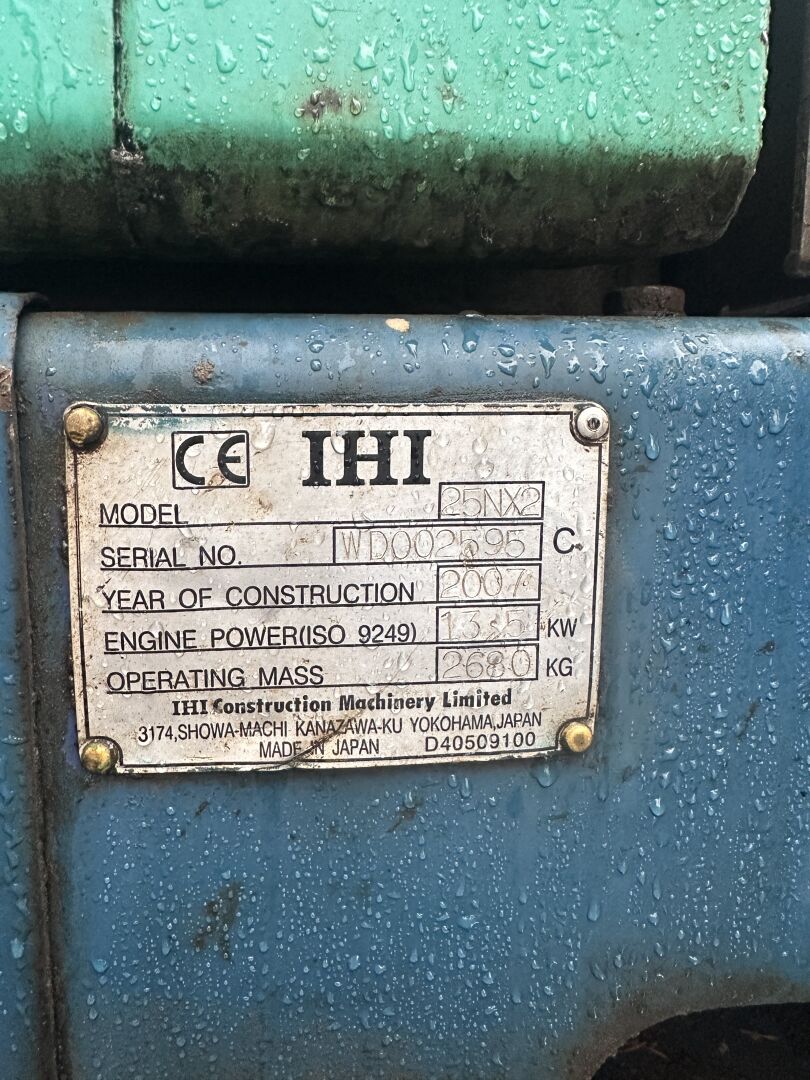 CE IHI
MODEL 25NX2
SERIAL NO. WD002595 C
YEAR OF CONSTRUCTION 2007
ENGINE POWER(ISO 9249) 13.5 KW
OPERATING MASS 2680 KG
IHI Construction Machinery Limited
3174,SHOWA-MACHI KANAZAWA-KU YOKOHAMA,JAPAN
MADE IN JAPAN D40509100